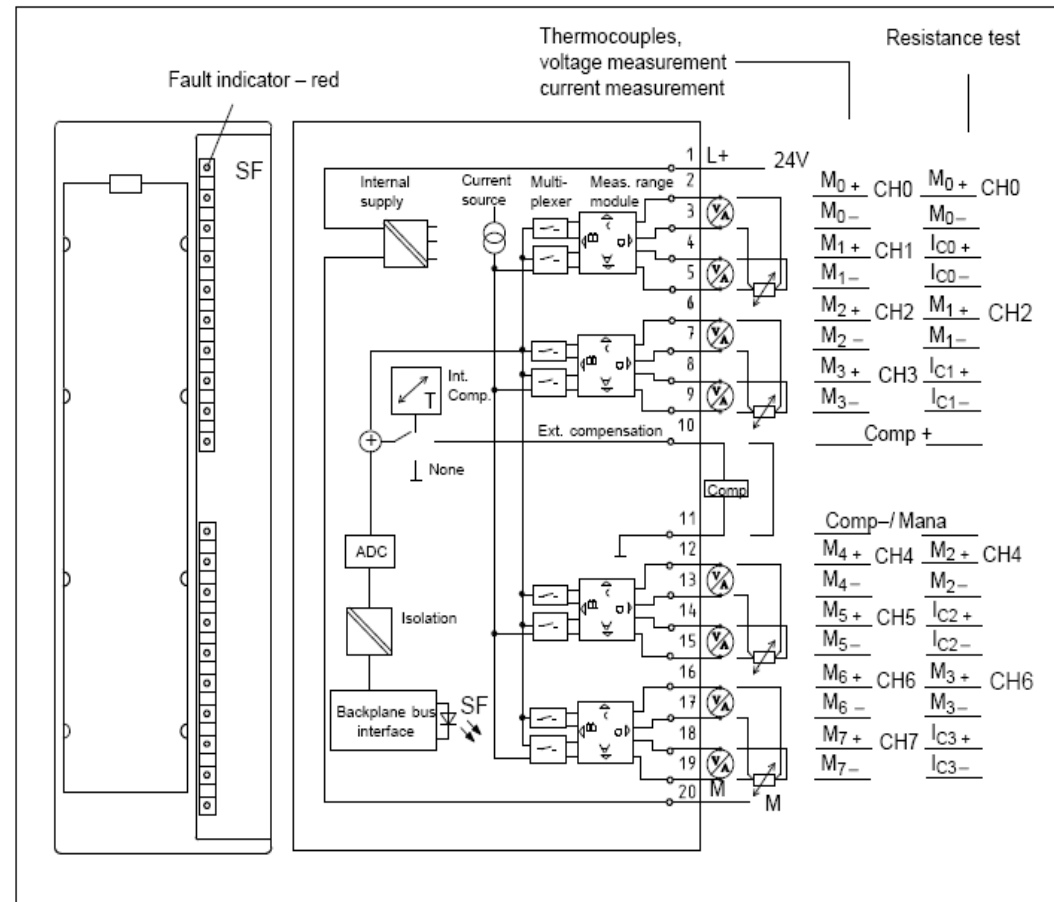 Thermocouples,
voltage measurement
current measurement
Resistance test
Fault indicator – red
SF
Internal
supply
Current
source
Multi-
plexer
Meas. range
module
1 L+ 24V
2
3
4
5
6
7
8
9
10
11
12
13
14
15
16
17
18
19
20 M
M
Int.
Comp.
T
Ext. compensation
None
Comp
ADC
Isolation
Backplane bus
interface
SF
M0 + CH0 M0 + CH0
M0 – M0 –
M1 + CH1 IC0 +
M1 – IC0 –
M2 + CH2 M1 + CH2
M2 – M1 –
M3 + CH3 IC1 +
M3 – IC1 –
Comp +
Comp–/ Mana
M4 + CH4 M2 + CH4
M4 – M2 –
M5 + CH5 IC2 +
M5 – IC2 –
M6 + CH6 M3 + CH6
M6 – M3 –
M7 + CH7 IC3 +
M7 – IC3 –